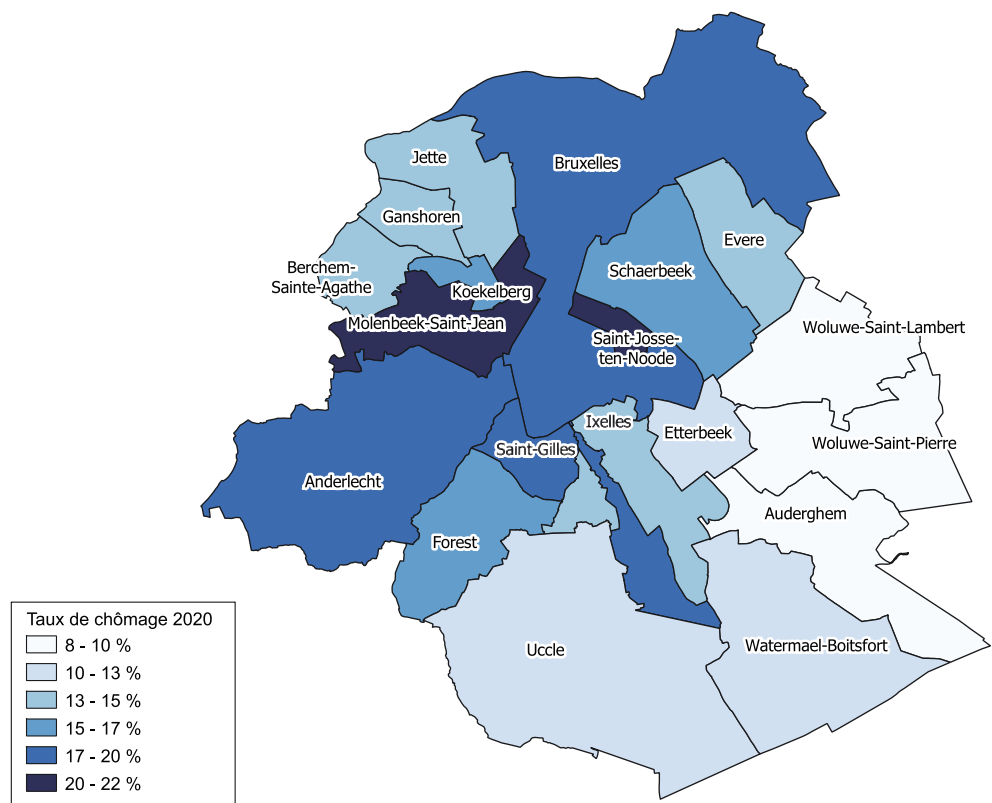 Jette
Bruxelles
Ganshoren
Evere
Berchem-
Sainte-Agathe
Schaerbeek
Koekelberg
Molenbeek-Saint-Jean
Woluwe-Saint-Lambert
Saint-Josse-
ten-Noode
Ixelles
Etterbeek
Woluwe-Saint-Pierre
Saint-Gilles
Anderlecht
Auderghem
Forest
Uccle
Watermael-Boitsfort
Taux de chômage 2020
8 - 10 %
10 - 13 %
13 - 15 %
15 - 17 %
17 - 20 %
20 - 22 %